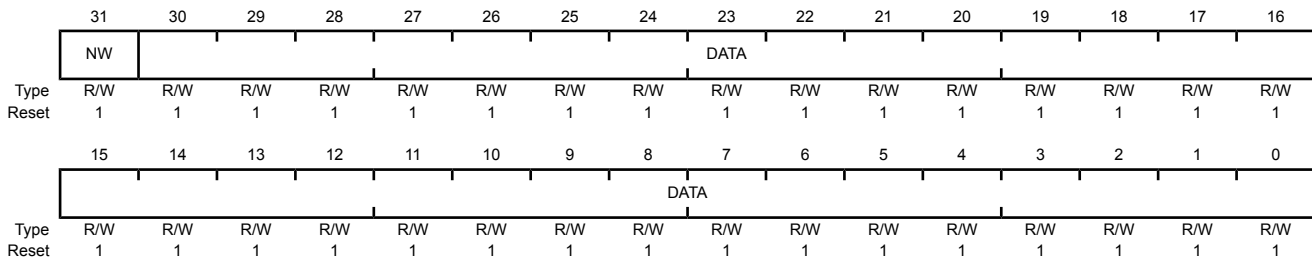 31 30 29 28 27 26 25 24 23 22 21 20 19 18 17 16
NW DATA
Type R/W R/W R/W R/W R/W R/W R/W R/W R/W R/W R/W R/W R/W R/W R/W R/W
Reset 1 1 1 1 1 1 1 1 1 1 1 1 1 1 1 1
15 14 13 12 11 10 9 8 7 6 5 4 3 2 1 0
DATA
Type R/W R/W R/W R/W R/W R/W R/W R/W R/W R/W R/W R/W R/W R/W R/W R/W
Reset 1 1 1 1 1 1 1 1 1 1 1 1 1 1 1 1